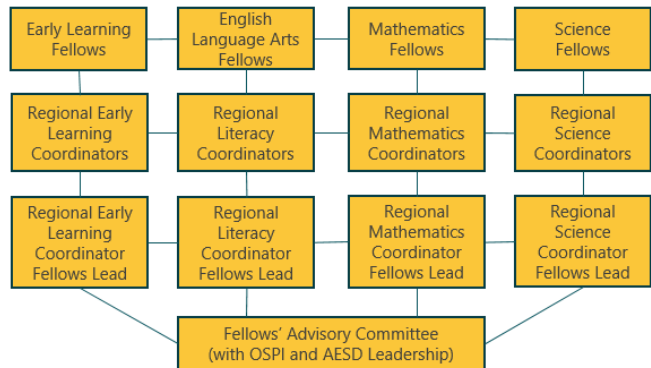 Early Learning
Fellows
English
Language Arts
Fellows
Mathematics
Fellows
Science
Fellows
Regional Early
Learning
Coordinators
Regional
Literacy
Coordinators
Regional
Mathematics
Coordinators
Regional
Science
Coordinators
Regional Early
Learning
Coordinator
Fellows Lead
Regional
Literacy
Coordinator
Fellows Lead
Regional
Mathematics
Coordinator
Fellows Lead
Regional
Science
Coordinator
Fellows Lead
Fellows’ Advisory Committee
(with OSPI and AESD Leadership)